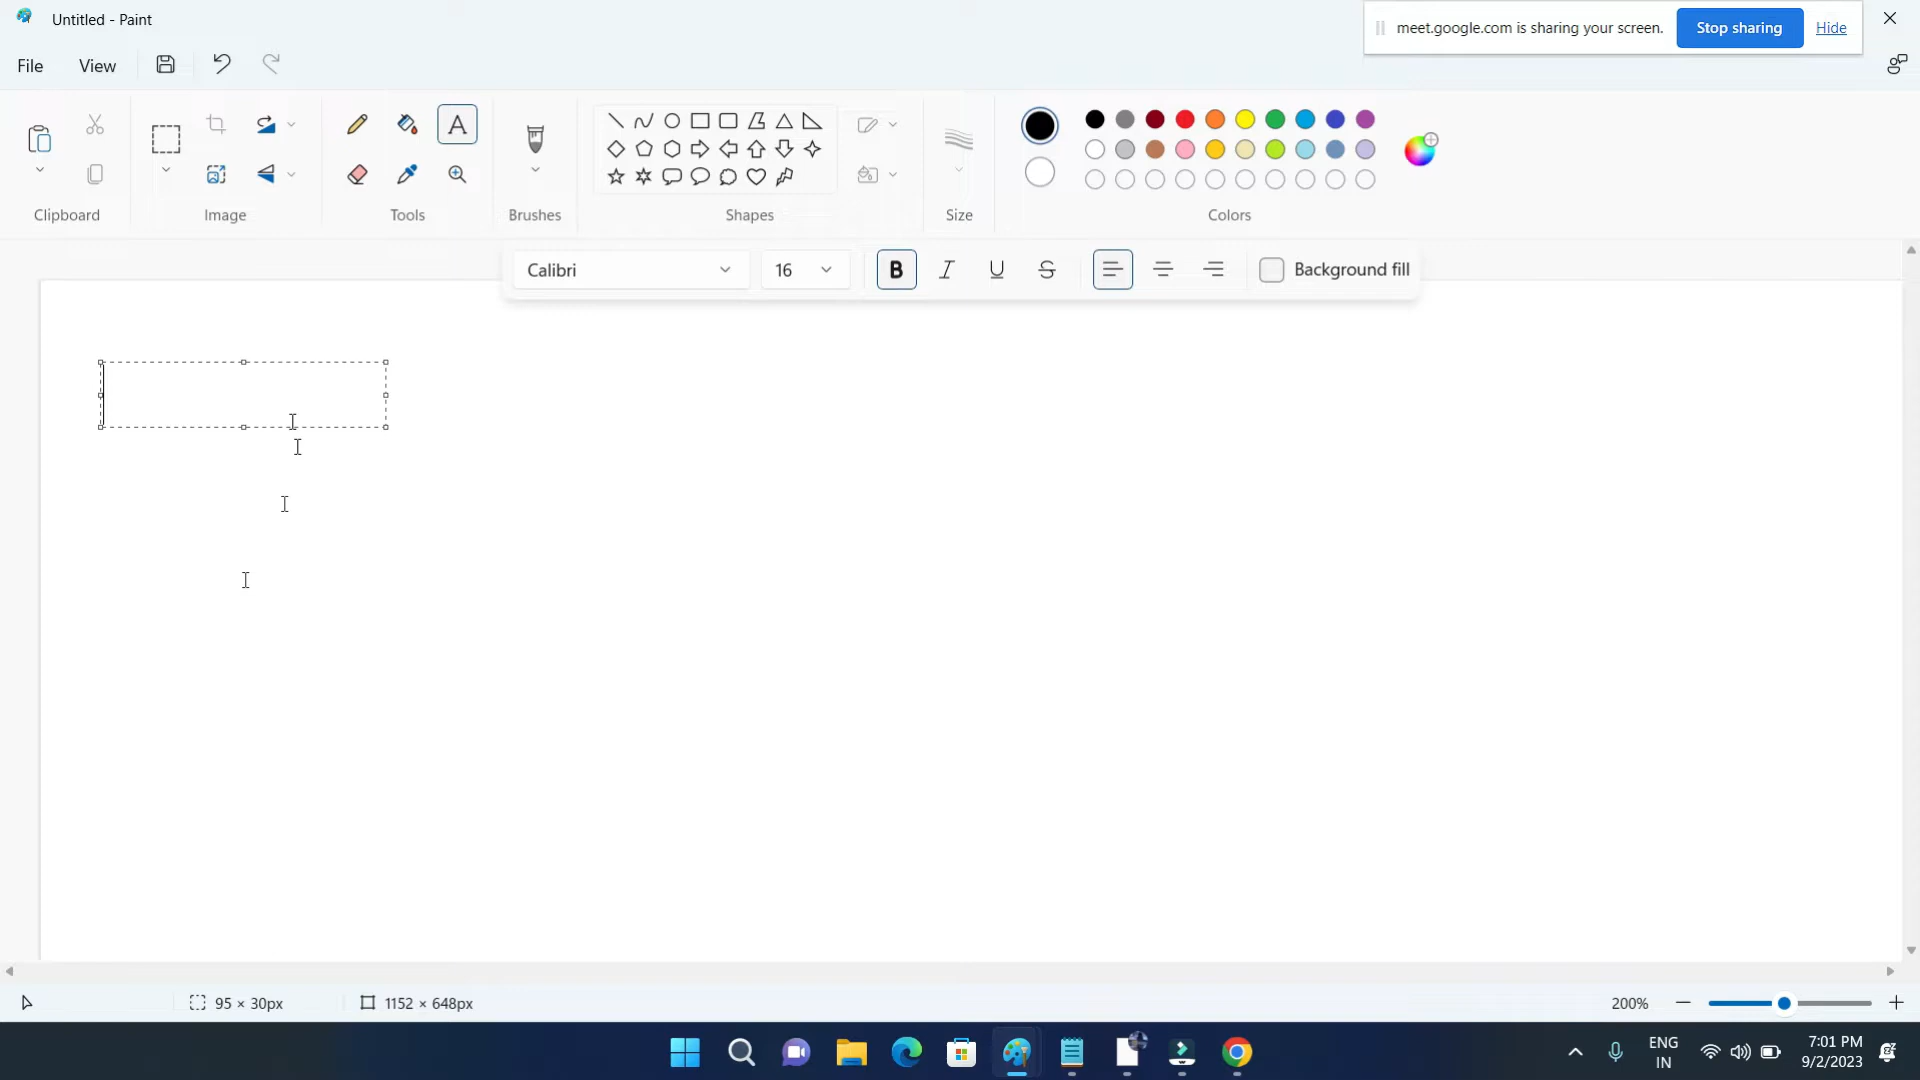 Untitled - Paint
meet.google.com is sharing your screen.
Stop sharing
Hide
File
View
Clipboard
Image
Tools
Brushes
Shapes
Size
Colors
Calibri
16
B
Background fill
95 × 30px
1152 × 648px
200%
ENG
IN
7:01 PM
9/2/2023